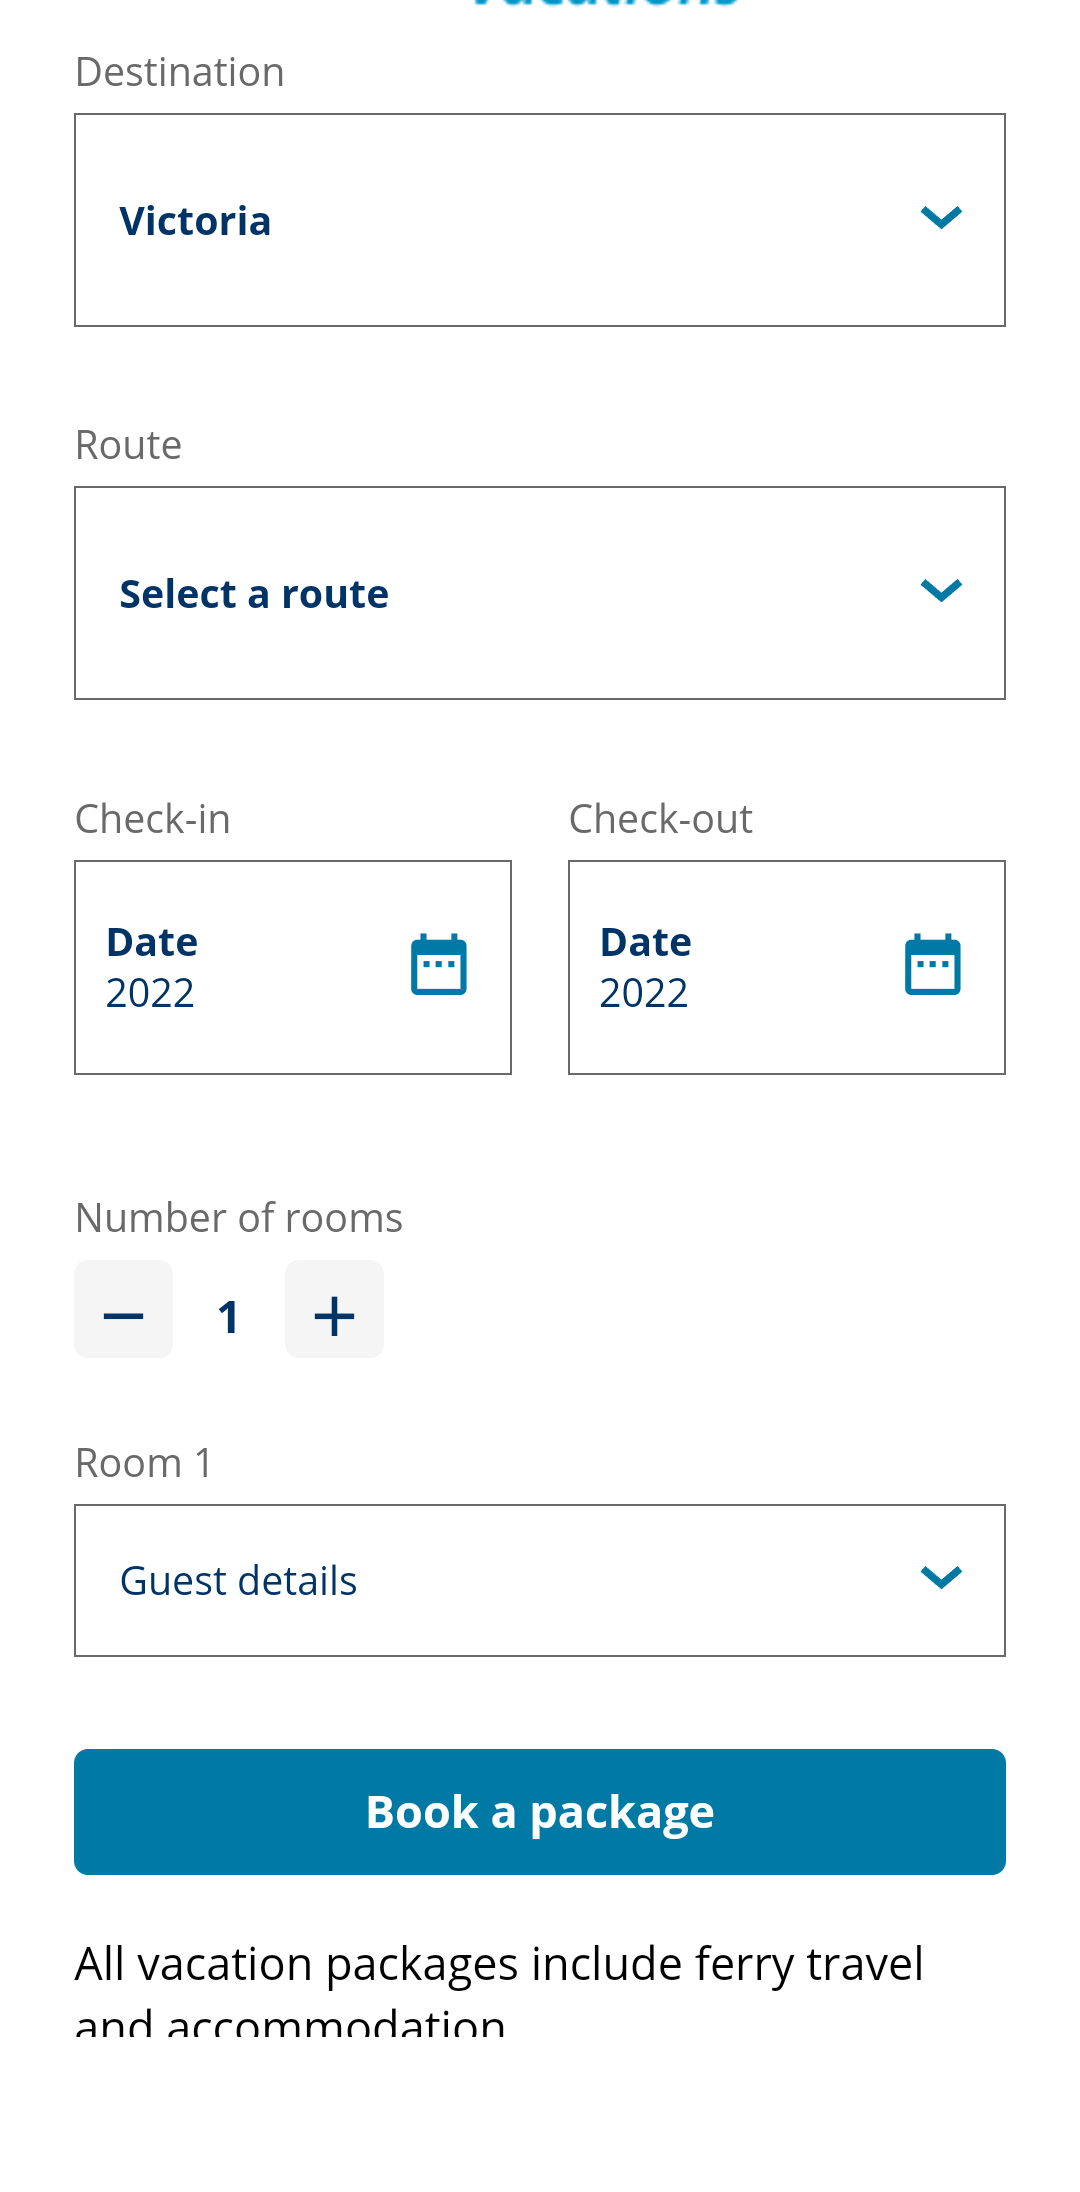 Vacations
Destination
Victoria
Route
Select a route
Check-in
Check-out
Date
2022
Date
2022
Number of rooms
1
Room 1
Guest details
Book a package
All vacation packages include ferry travel
and accommodation